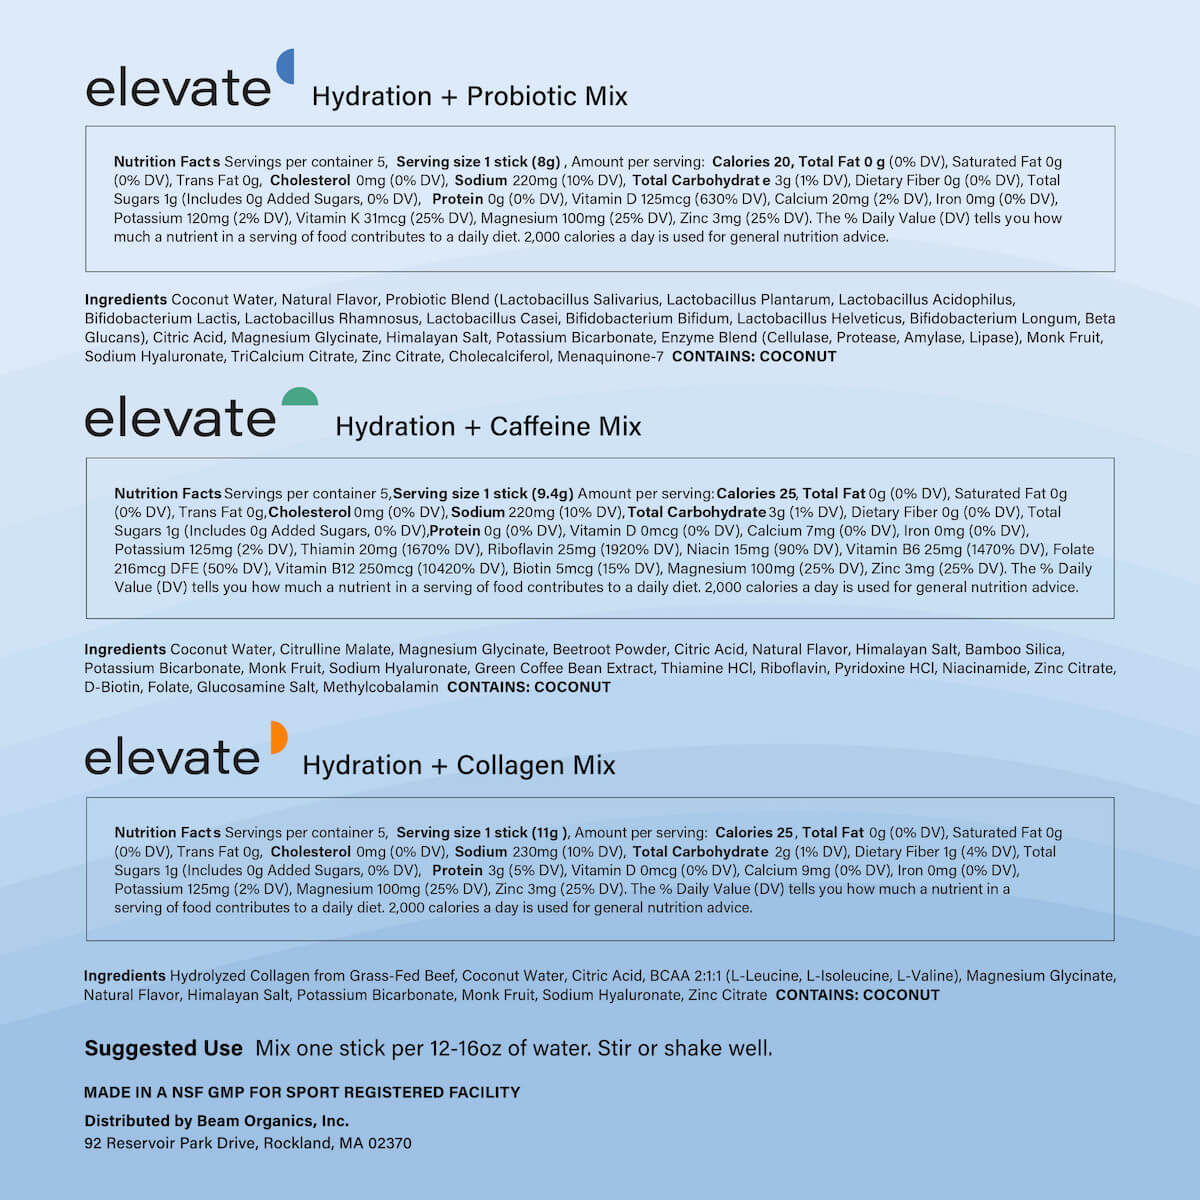 elevate Hydration + Probiotic Mix
Nutrition Facts Servings per container 5, Serving size 1 stick (8g) , Amount per serving: Calories 20, Total Fat 0 g (0% DV), Saturated Fat 0g
(0% DV), Trans Fat 0g, Cholesterol 0mg (0% DV), Sodium 220mg (10% DV), Total Carbohydrate 3g (1% DV), Dietary Fiber 0g (0% DV), Total
Sugars 1g (Includes 0g Added Sugars, 0% DV), Protein 0g (0% DV), Vitamin D 125mcg (630% DV), Calcium 20mg (2% DV), Iron 0mg (0% DV),
Potassium 120mg (2% DV), Vitamin K 31mcg (25% DV), Magnesium 100mg (25% DV), Zinc 3mg (25% DV). The % Daily Value (DV) tells you how
much a nutrient in a serving of food contributes to a daily diet. 2,000 calories a day is used for general nutrition advice.
Ingredients Coconut Water, Natural Flavor, Probiotic Blend (Lactobacillus Salivarius, Lactobacillus Plantarum, Lactobacillus Acidophilus,
Bifidobacterium Lactis, Lactobacillus Rhamnosus, Lactobacillus Casei, Bifidobacterium Bifidum, Lactobacillus Helveticus, Bifidobacterium Longum, Beta
Glucans), Citric Acid, Magnesium Glycinate, Himalayan Salt, Potassium Bicarbonate, Enzyme Blend (Cellulase, Protease, Amylase, Lipase), Monk Fruit,
Sodium Hyaluronate, TriCalcium Citrate, Zinc Citrate, Cholecalciferol, Menaquinone-7 CONTAINS: COCONUT
elevate Hydration + Caffeine Mix
Nutrition Facts Servings per container 5, Serving size 1 stick (9.4g) Amount per serving: Calories 25, Total Fat 0g (0% DV), Saturated Fat 0g
(0% DV), Trans Fat 0g, Cholesterol 0mg (0% DV), Sodium 220mg (10% DV), Total Carbohydrate 3g (1% DV), Dietary Fiber 0g (0% DV), Total
Sugars 1g (Includes 0g Added Sugars, 0% DV), Protein 0g (0% DV), Vitamin D 0mcg (0% DV), Calcium 7mg (0% DV), Iron 0mg (0% DV),
Potassium 125mg (2% DV), Thiamin 20mg (1670% DV), Riboflavin 25mg (1920% DV), Niacin 15mg (90% DV), Vitamin B6 25mg (1470% DV), Folate
216mcg DFE (50% DV), Vitamin B12 250mcg (10420% DV), Biotin 5mcg (15% DV), Magnesium 100mg (25% DV), Zinc 3mg (25% DV). The % Daily
Value (DV) tells you how much a nutrient in a serving of food contributes to a daily diet. 2,000 calories a day is used for general nutrition advice.
Ingredients Coconut Water, Citrulline Malate, Magnesium Glycinate, Beetroot Powder, Citric Acid, Natural Flavor, Himalayan Salt, Bamboo Silica,
Potassium Bicarbonate, Monk Fruit, Sodium Hyaluronate, Green Coffee Bean Extract, Thiamine HCl, Riboflavin, Pyridoxine HCl, Niacinamide, Zinc Citrate,
D-Biotin, Folate, Glucosamine Salt, Methylcobalamin CONTAINS: COCONUT
elevate Hydration + Collagen Mix
Nutrition Facts Servings per container 5, Serving size 1 stick (11g ), Amount per serving: Calories 25, Total Fat 0g (0% DV), Saturated Fat 0g
(0% DV), Trans Fat 0g, Cholesterol 0mg (0% DV), Sodium 230mg (10% DV), Total Carbohydrate 2g (1% DV), Dietary Fiber 1g (4% DV), Total
Sugars 1g (Includes 0g Added Sugars, 0% DV), Protein 3g (5% DV), Vitamin D 0mcg (0% DV), Calcium 9mg (0% DV), Iron 0mg (0% DV),
Potassium 125mg (2% DV), Magnesium 100mg (25% DV), Zinc 3mg (25% DV). The % Daily Value (DV) tells you how much a nutrient in a
serving of food contributes to a daily diet. 2,000 calories a day is used for general nutrition advice.
Ingredients Hydrolyzed Collagen from Grass-Fed Beef, Coconut Water, Citric Acid, BCAA 2:1:1 (L-Leucine, L-Isoleucine, L-Valine), Magnesium Glycinate,
Natural Flavor, Himalayan Salt, Potassium Bicarbonate, Monk Fruit, Sodium Hyaluronate, Zinc Citrate CONTAINS: COCONUT
Suggested Use Mix one stick per 12-16oz of water. Stir or shake well.
MADE IN A NSF GMP FOR SPORT REGISTERED FACILITY
Distributed by Beam Organics, Inc.
92 Reservoir Park Drive, Rockland, MA 02370